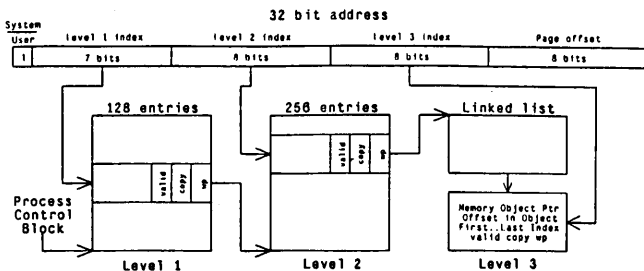 32 bit address
System
User
level 1 index
level 2 index
level 3 index
Page offset
1
7 bits
8 bits
8 bits
8 bits
128 entries
256 entries
Linked list
valid
copy
wp
valid
copy
wp
Process
Control
Block
Memory Object Ptr
Offset in Object
First..Last Index
valid copy wp
Level 1
Level 2
Level 3